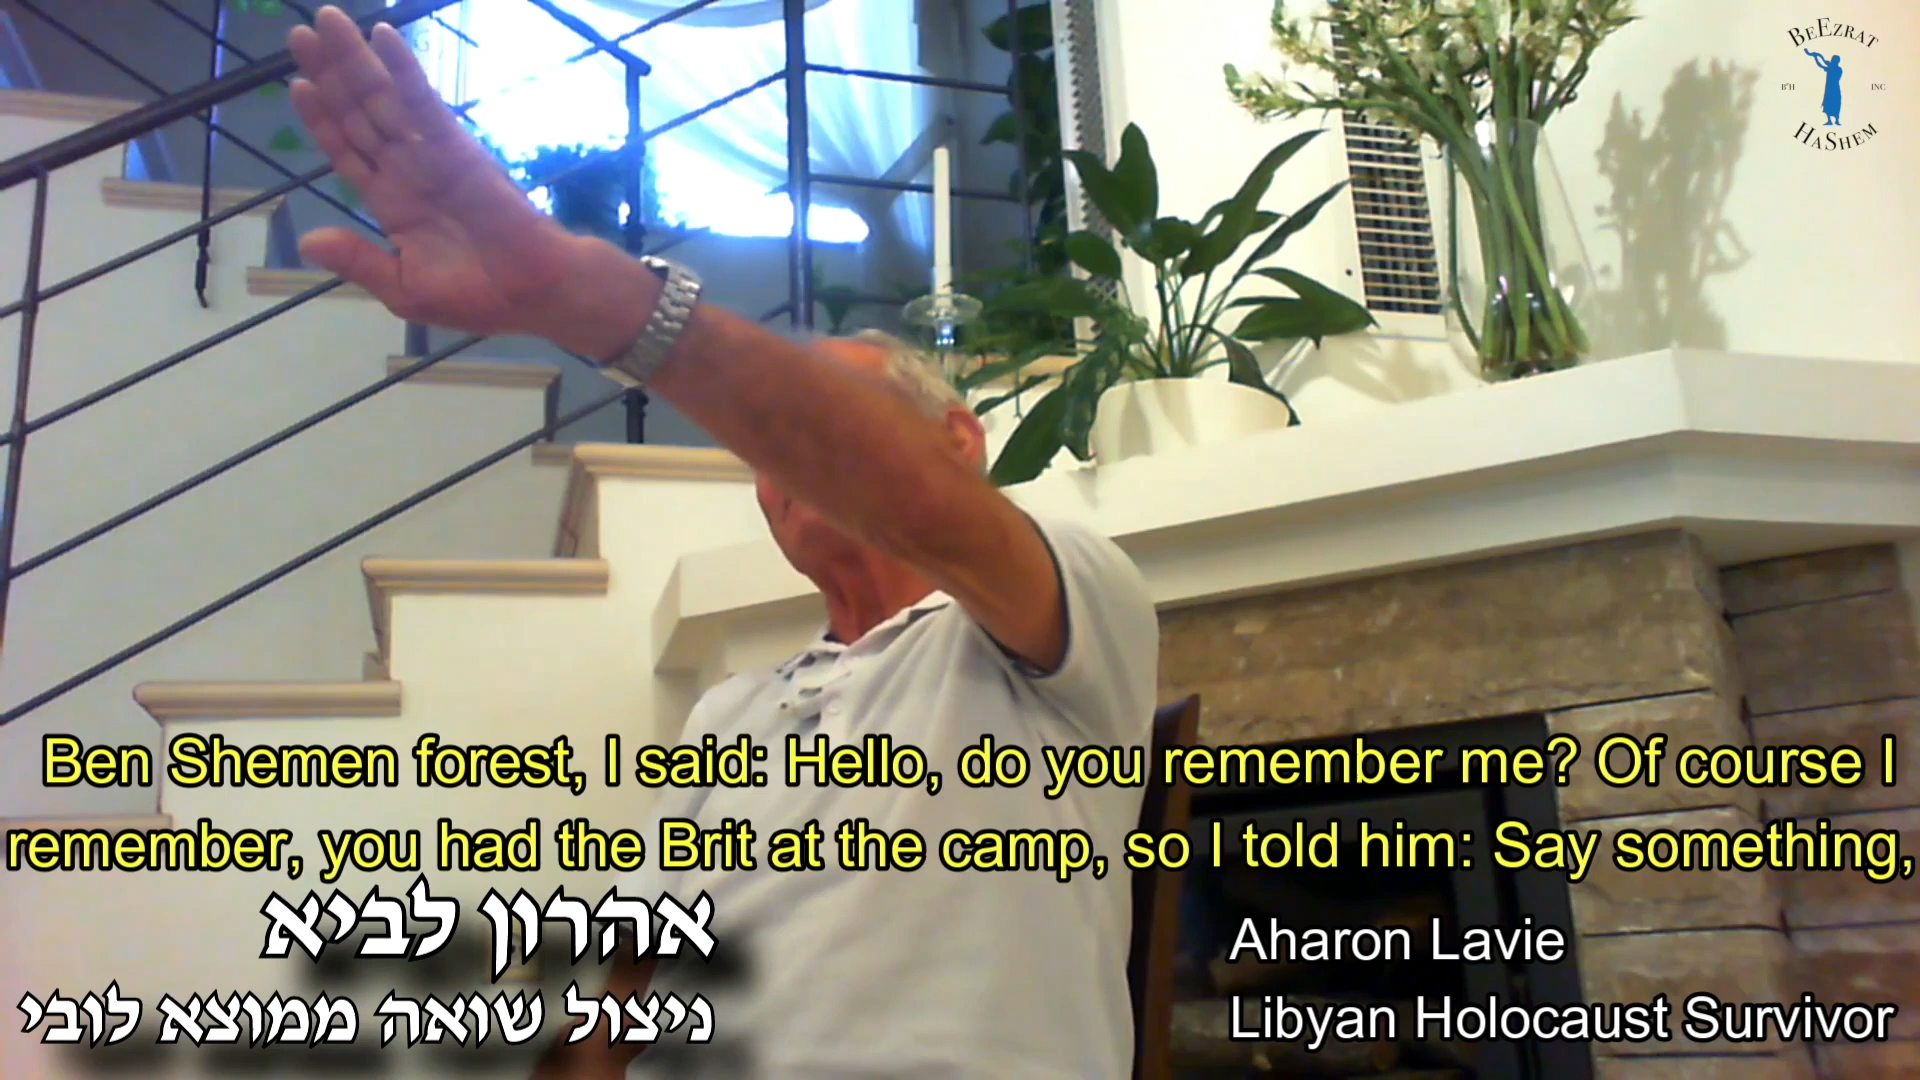 BEEZRAT
B"H INC
HASHEM
Ben Shemen forest, I said: Hello, do you remember me? Of course I
remember, you had the Brit at the camp, so I told him: Say something,
אהרון לביא
ניצול שואה ממוצא לובי
Aharon Lavie
Libyan Holocaust Survivor